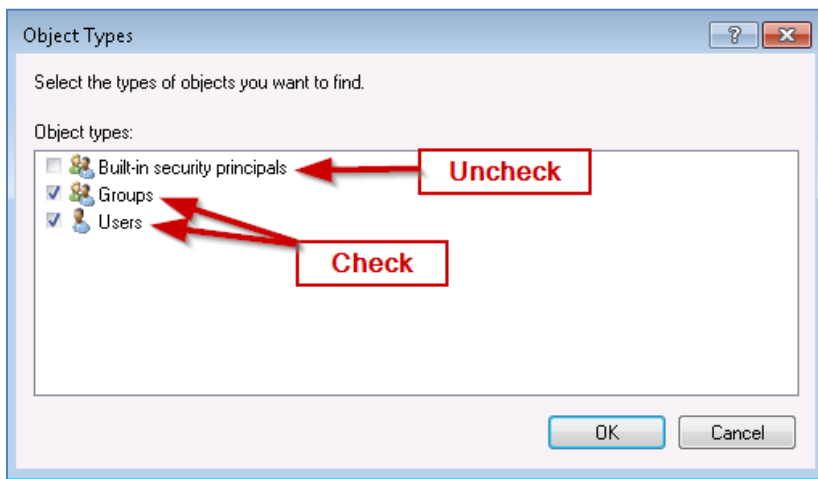 Object Types
Select the types of objects you want to find.
Object types:
Built-in security principals
Uncheck
Groups
Users
Check
OK
Cancel